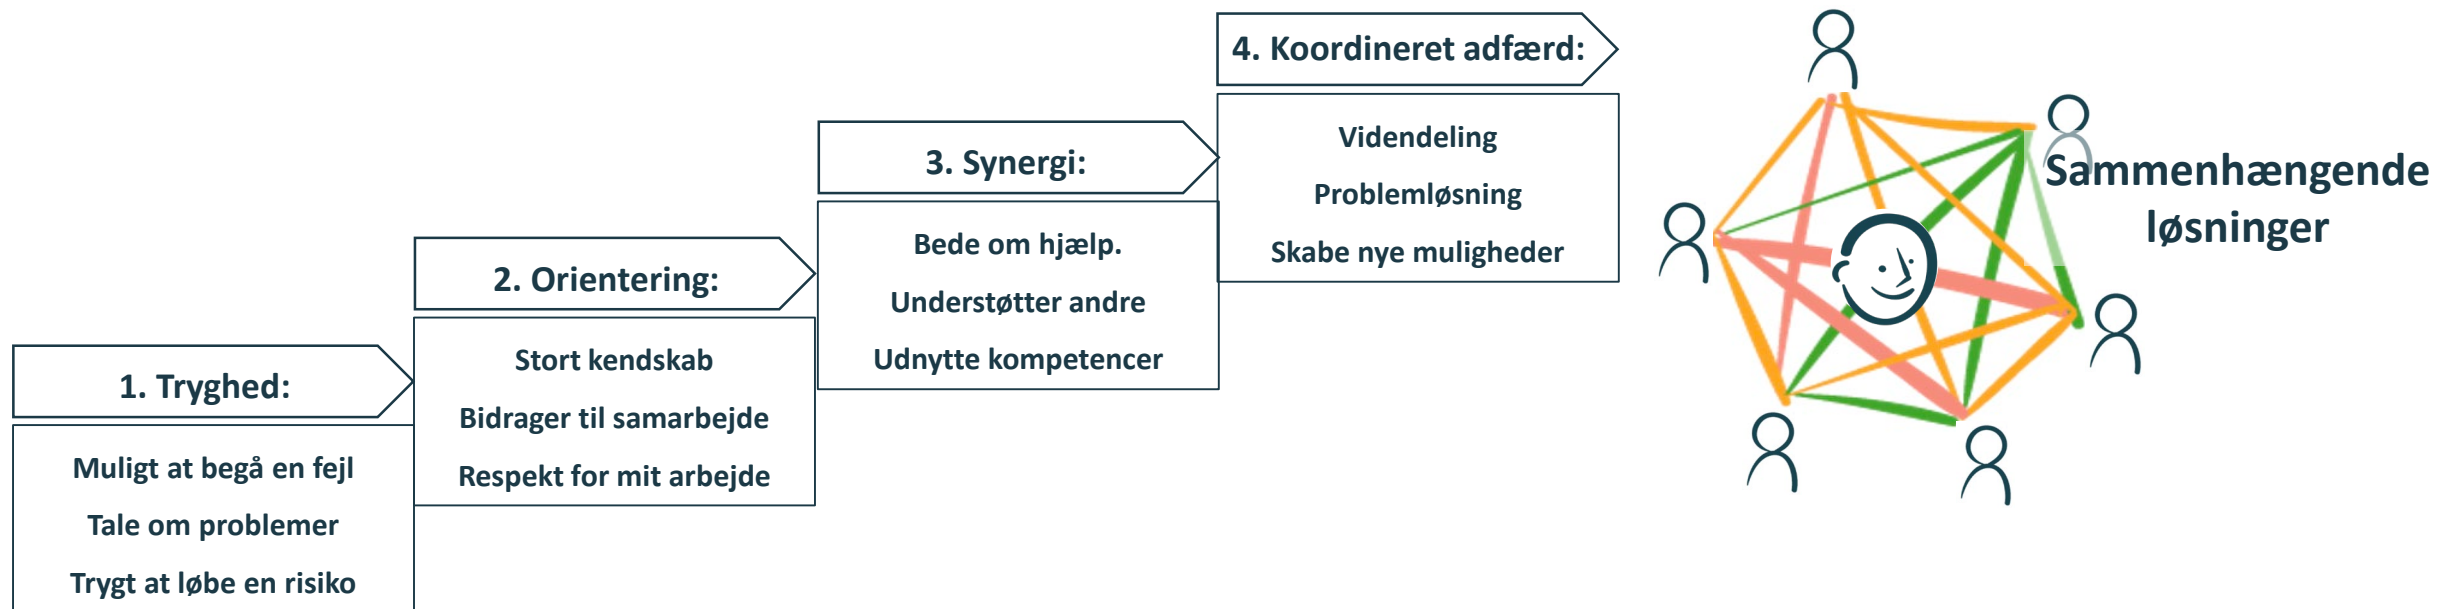 1. Tryghed:
Muligt at begå en fejl
Tale om problemer
Trygt at løbe en risiko
2. Orientering:
Stort kendskab
Bidrager til samarbejde
Respekt for mit arbejde
3. Synergi:
Bede om hjælp.
Understøtter andre
Udnytte kompetencer
4. Koordineret adfærd:
Videndeling
Problemløsning
Skabe nye muligheder
Sammenhængende
løsninger